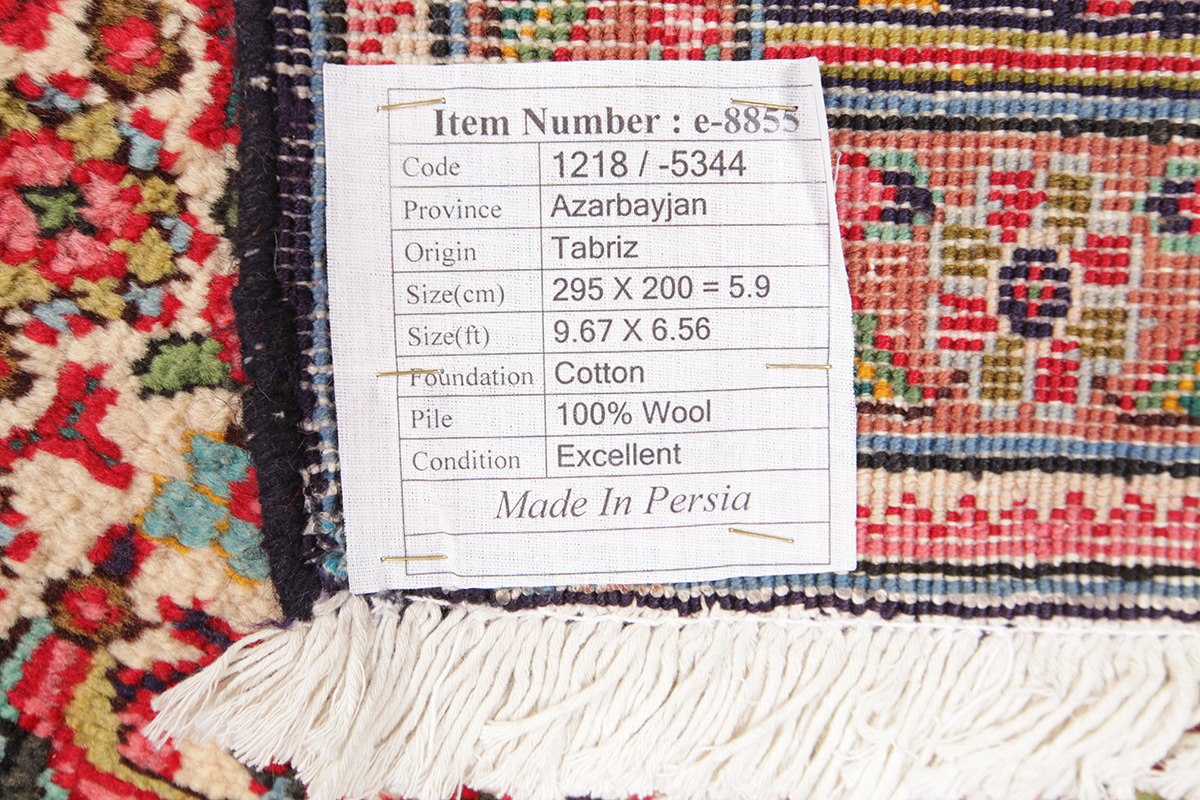 Item Number : e-8855
Code 1218 / -5344
Province Azarbayjan
Origin Tabriz
Size(cm) 295 X 200 = 5.9
Size(ft) 9.67 X 6.56
Foundation Cotton
Pile 100% Wool
Condition Excellent
Made In Persia